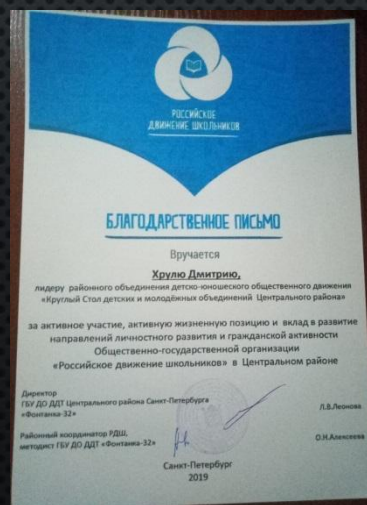 РОССИЙСКОЕ
ДВИЖЕНИЕ ШКОЛЬНИКОВ
БЛАГОДАРСТВЕННОЕ ПИСЬМО
Вручается
Хрулю Дмитрию,
лидеру районного объединения детско-юношеского общественного движения
«Круглый Стол детских и молодёжных объединений Центрального района»
за активное участие, активную жизненную позицию и вклад в развитие
направлений личностного развития и гражданской активности
Общественно-государственной организации
«Российское движение школьников» в Центральном районе
Директор
ГБУ ДО ДДТ Центрального района Санкт-Петербурга
«Фонтанка-32»
Л.В.Леонова
Районный координатор РДШ,
методист ГБУ ДО ДДТ «Фонтанка-32»
О.Н.Алексеева
Санкт-Петербург
2019